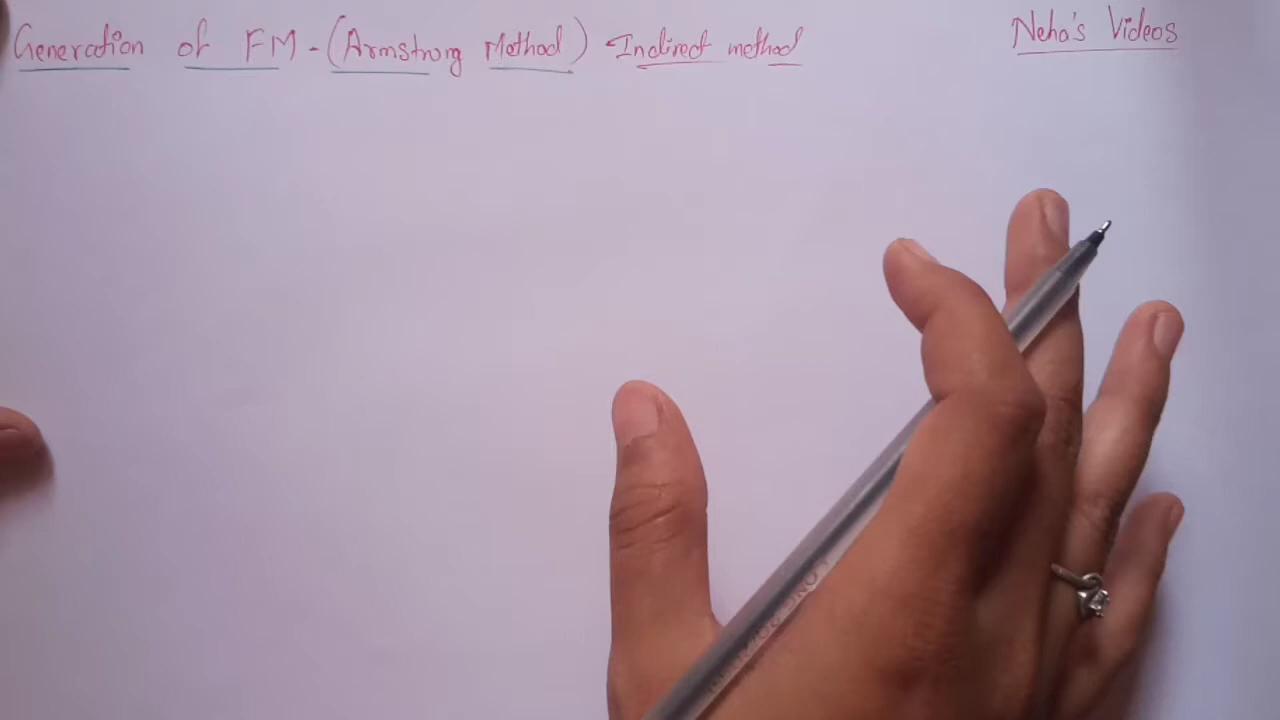 Generation of FM - (Armstrong Method) Indirect method
Neha's Videos